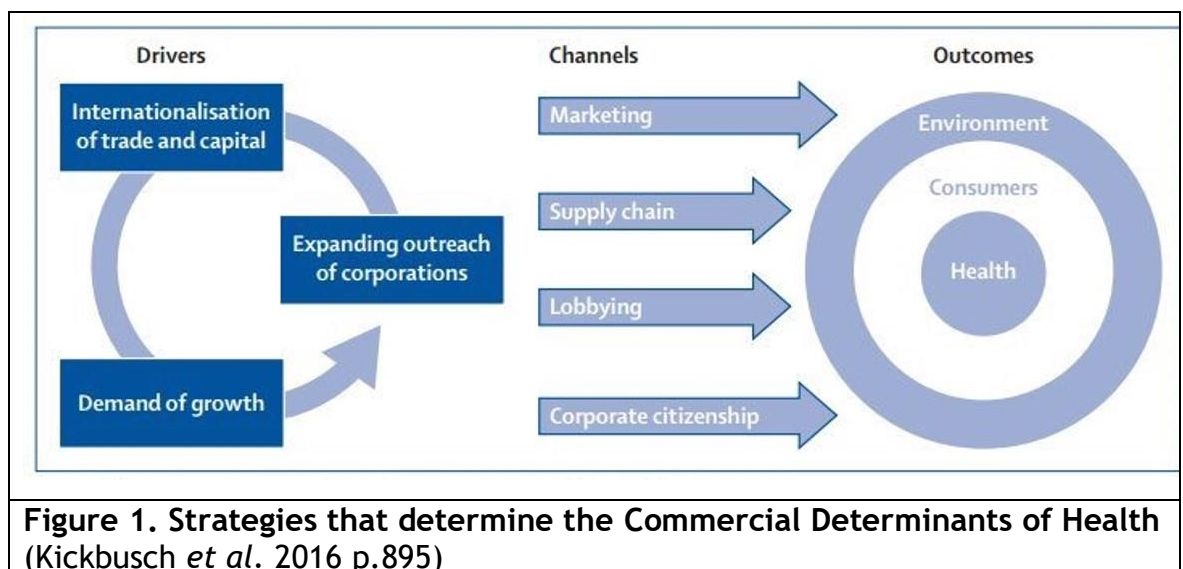 Drivers
Channels
Outcomes
Internationalisation
of trade and capital
Expanding outreach
of corporations
Demand of growth
Marketing
Supply chain
Lobbying
Corporate citizenship
Environment
Consumers
Health
Figure 1. Strategies that determine the Commercial Determinants of Health
(Kickbusch et al. 2016 p.895)